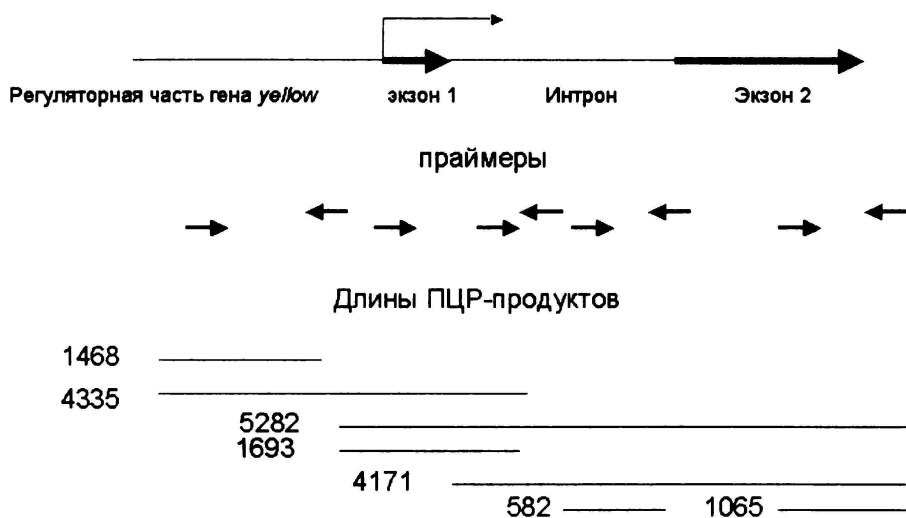 Регуляторная часть гена yellow экзон 1 Интрон Экзон 2
праймеры
Длины ПЦР-продуктов
1468
4335
5282
1693
4171
582 1065